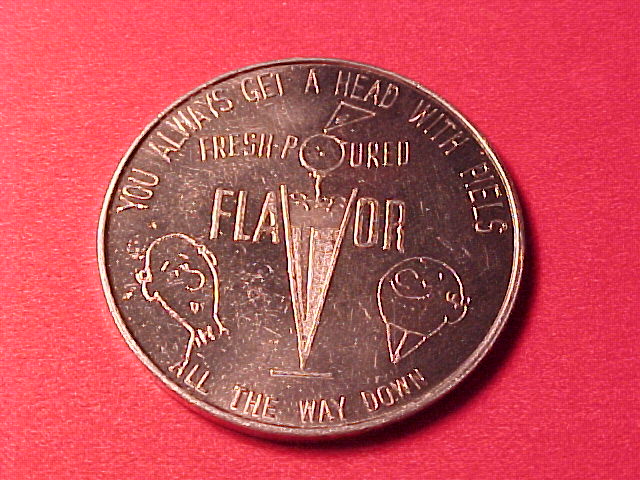 YOU ALWAYS GET A HEAD WITH PIELS
FRESH-POURED
FLAVOR
ALL THE WAY DOWN